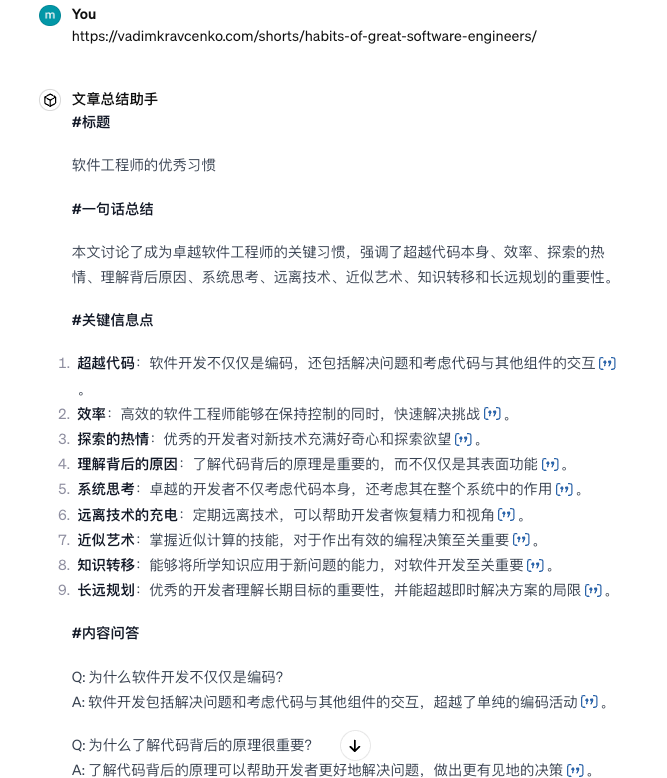 m
You
https://vadimkravcenko.com/shorts/habits-of-great-software-engineers/
文章总结助手
#标题
软件工程师的优秀习惯
#一句话总结
本文讨论了成为卓越软件工程师的关键习惯，强调了超越代码本身、效率、探索的热
情、理解背后原因、系统思考、远离技术、近似艺术、知识转移和长远规划的重要性。
#关键信息点
1. 超越代码：软件开发不仅仅是编码，还包括解决问题和考虑代码与其他组件的交互
。
2. 效率：高效的软件工程师能够在保持控制的同时，快速解决挑战。
3. 探索的热情：优秀的开发者对新技术充满好奇心和探索欲望。
4. 理解背后的原因：了解代码背后的原理是重要的，而不仅仅是其表面功能。
5. 系统思考：卓越的开发者不仅考虑代码本身，还考虑其在整个系统中的作用。
6. 远离技术的充电：定期远离技术，可以帮助开发者恢复精力和视角。
7. 近似艺术：掌握近似计算的技能，对于作出有效的编程决策至关重要。
8. 知识转移：能够将所学知识应用于新问题的能力，对软件开发至关重要。
9. 长远规划：优秀的开发者理解长期目标的重要性，并能超越即时解决方案的局限。
#内容问答
Q: 为什么软件开发不仅仅是编码？
A: 软件开发包括解决问题和考虑代码与其他组件的交互，超越了单纯的编码活动。
Q: 为什么了解代码背后的原理很重要？
A: 了解代码背后的原理可以帮助开发者更好地解决问题，做出更有见地的决策。